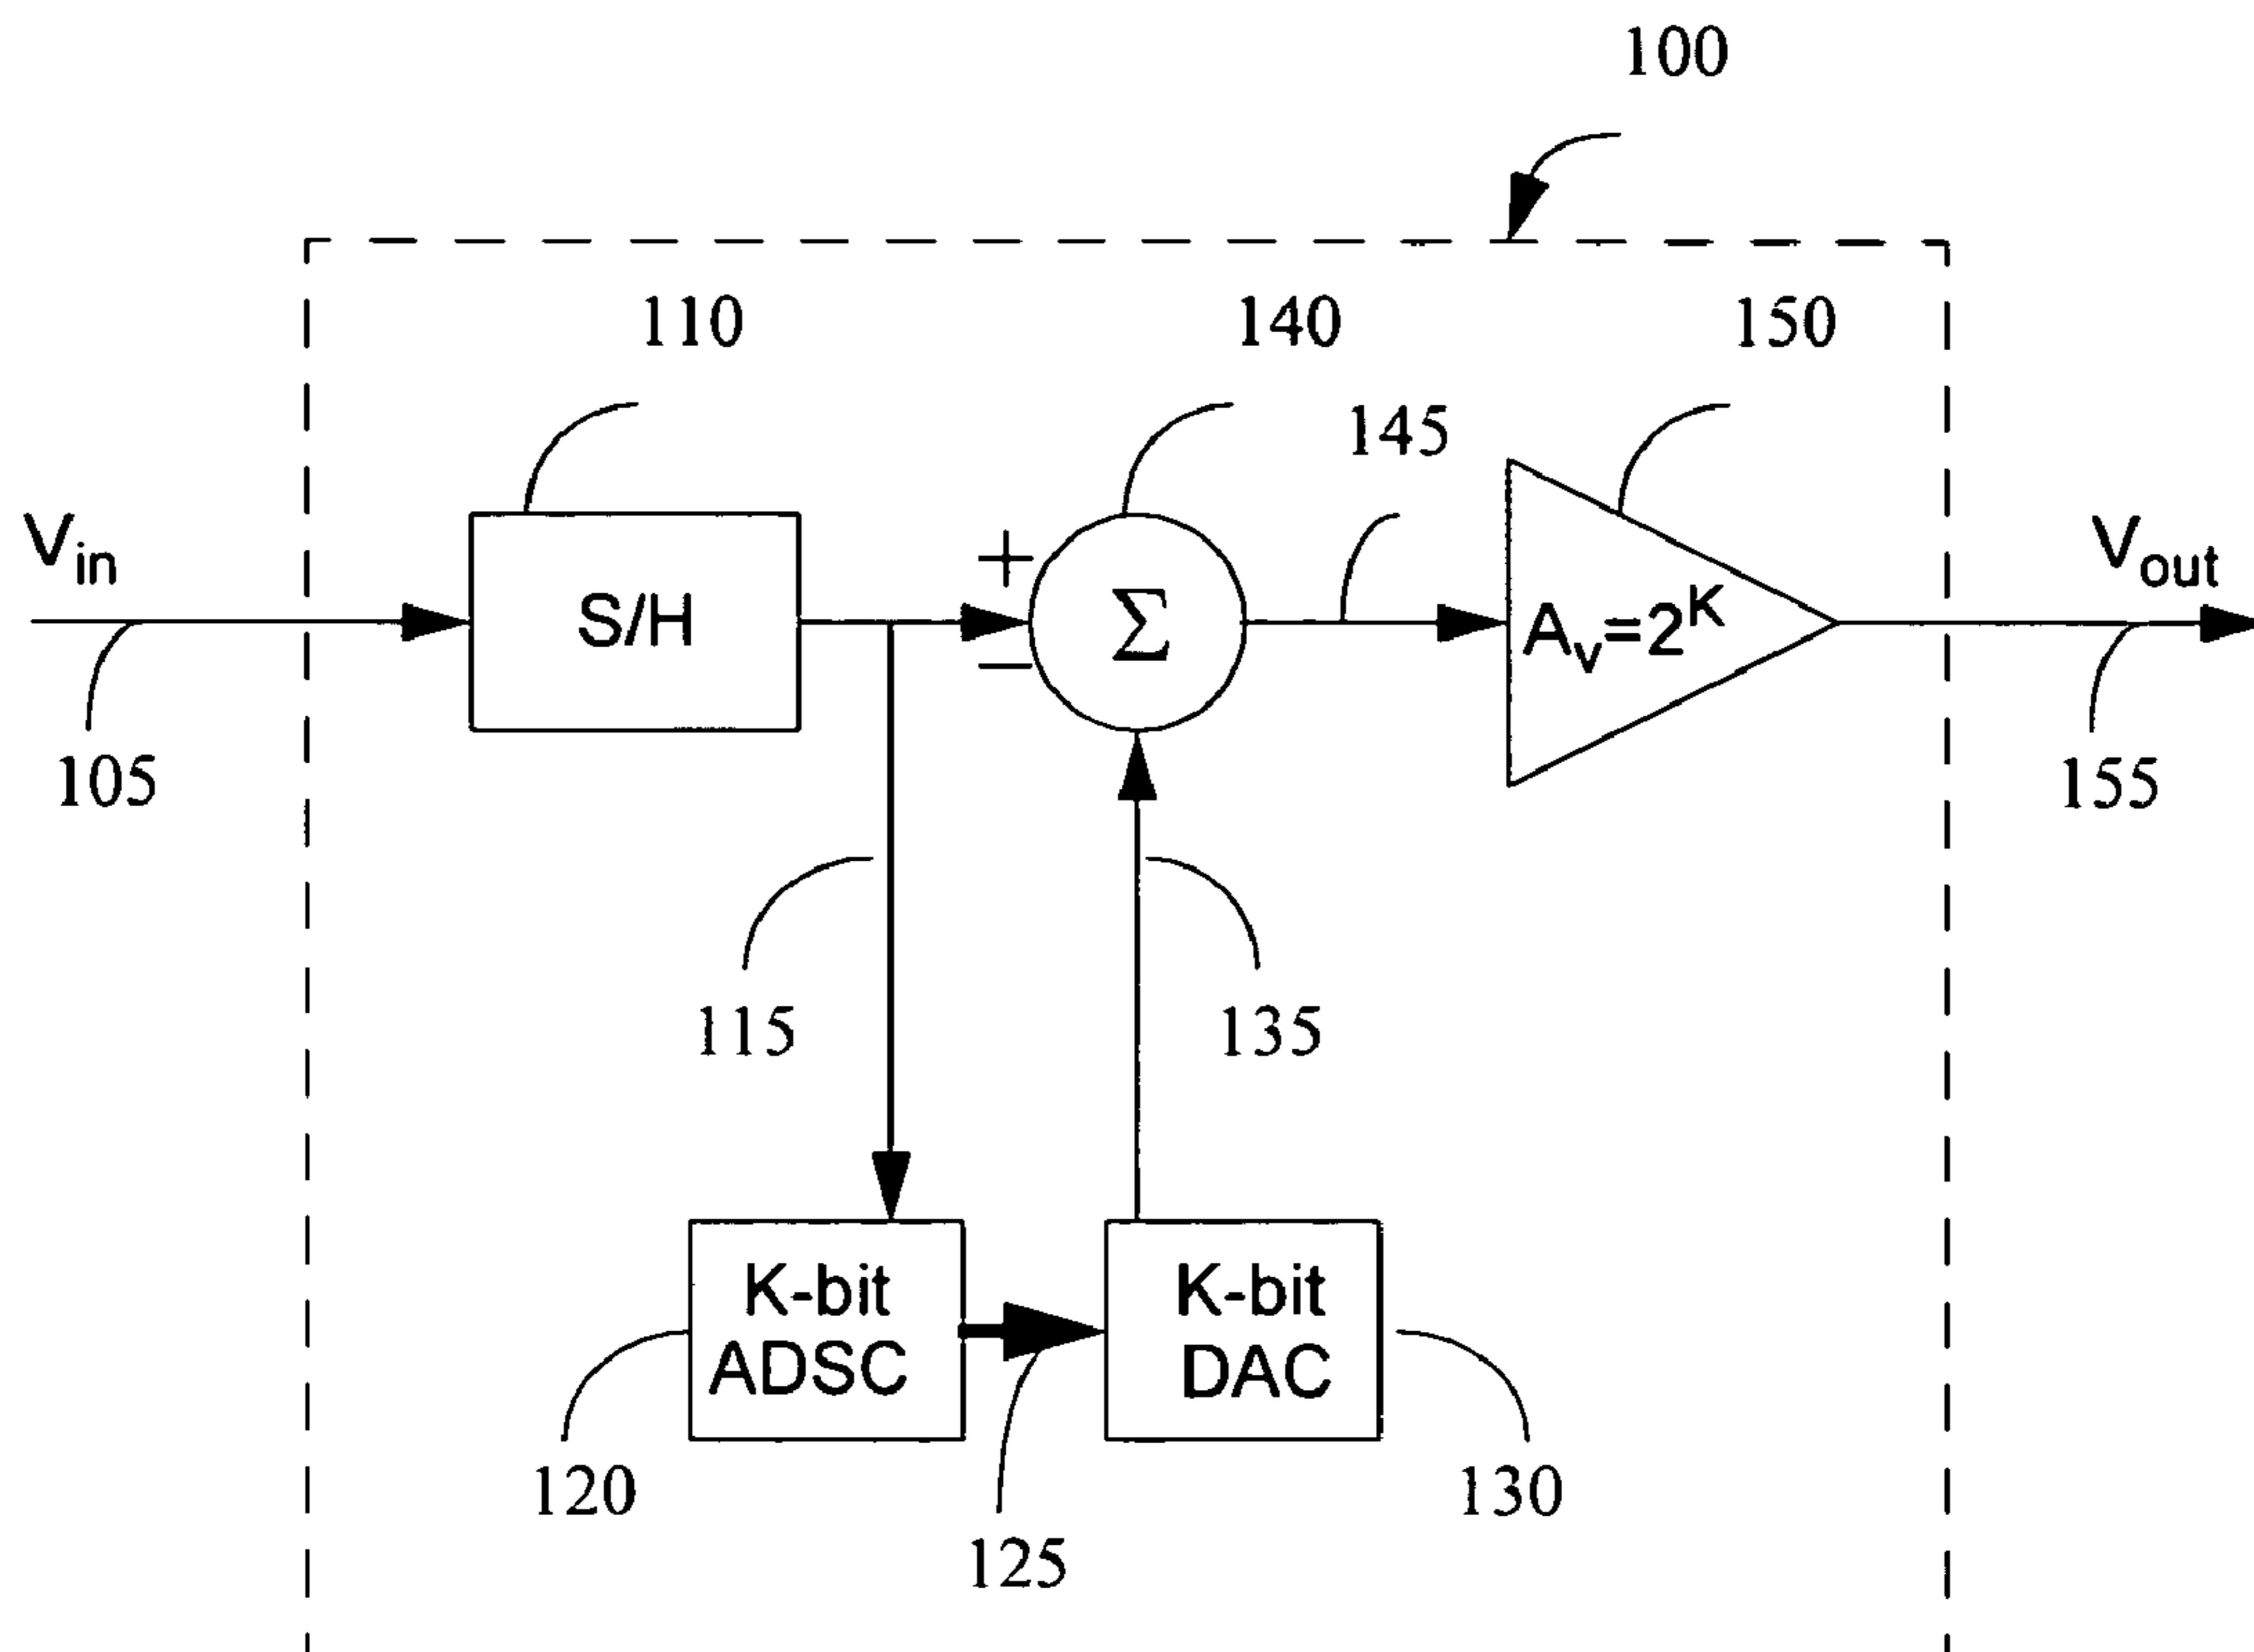 100
110
140
150
145
V_in
+
S/H
−
Σ
A_v=2^K
V_out
105
155
115
135
K-bit
ADSC
K-bit
DAC
120
130
125